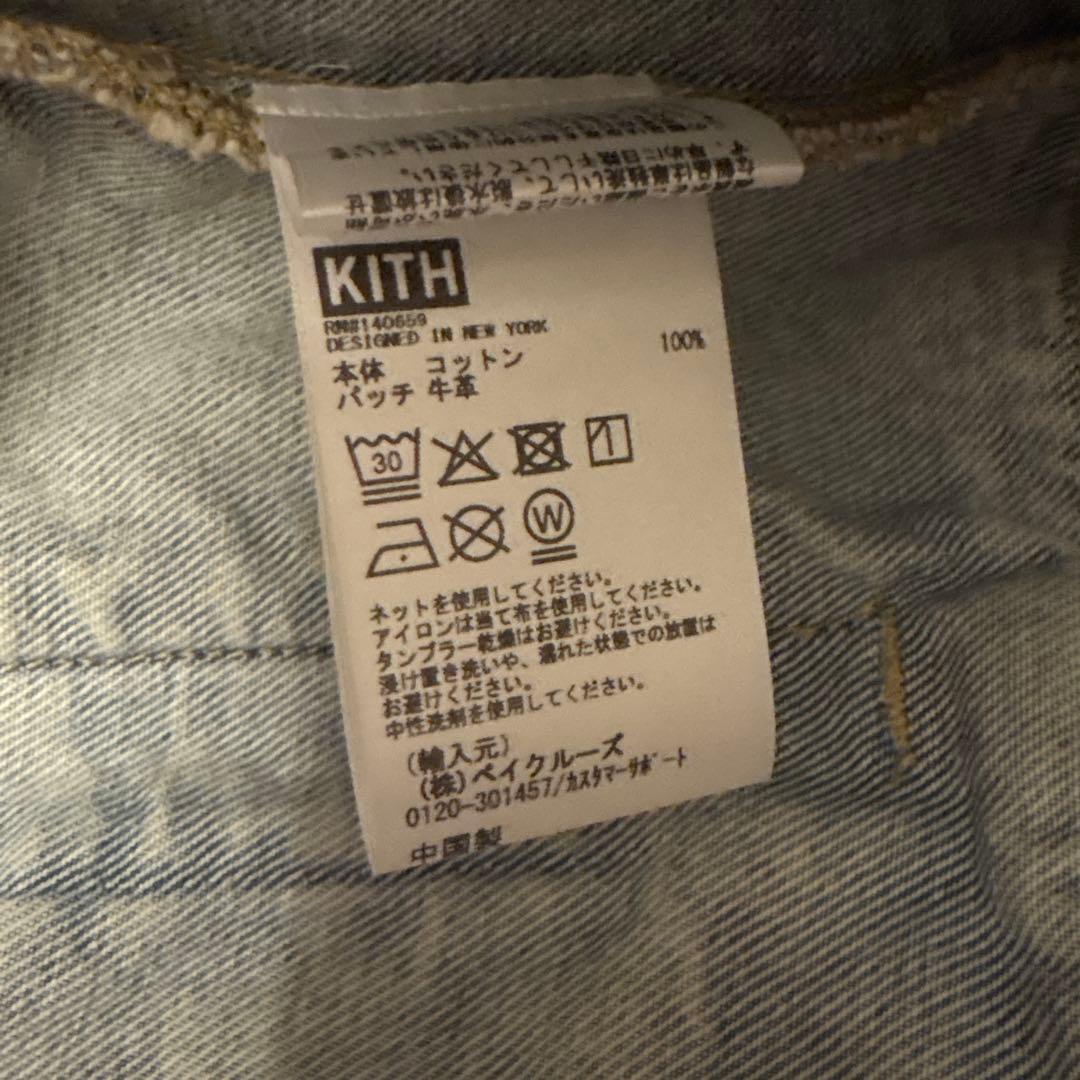 KITH
RN#140659
DESIGNED IN NEW YORK
本体 コットン 100%
パッチ 牛革
30
W
ネットを使用してください。
アイロンは当て布を使用してください。
タンブラー乾燥はお避けください。
浸け置き洗いや、濡れた状態での放置は
お避けください。
中性洗剤を使用してください。
(輸入元)
(株)ベイクルーズ
0120-301457/カスタマーサポート
中国製